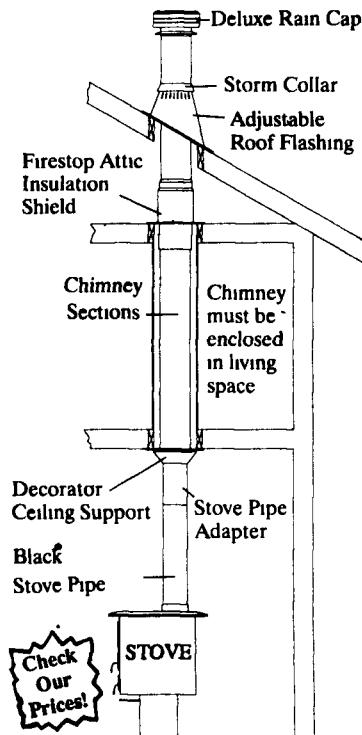 Deluxe Rain Cap
Storm Collar
Adjustable
Roof Flashing
Firestop Attic
Insulation
Shield
Chimney
Sections
Chimney
must be
enclosed
in living
space
Decorator
Ceiling Support
Stove Pipe
Adapter
Black
Stove Pipe
STOVE
Check
Our
Prices!